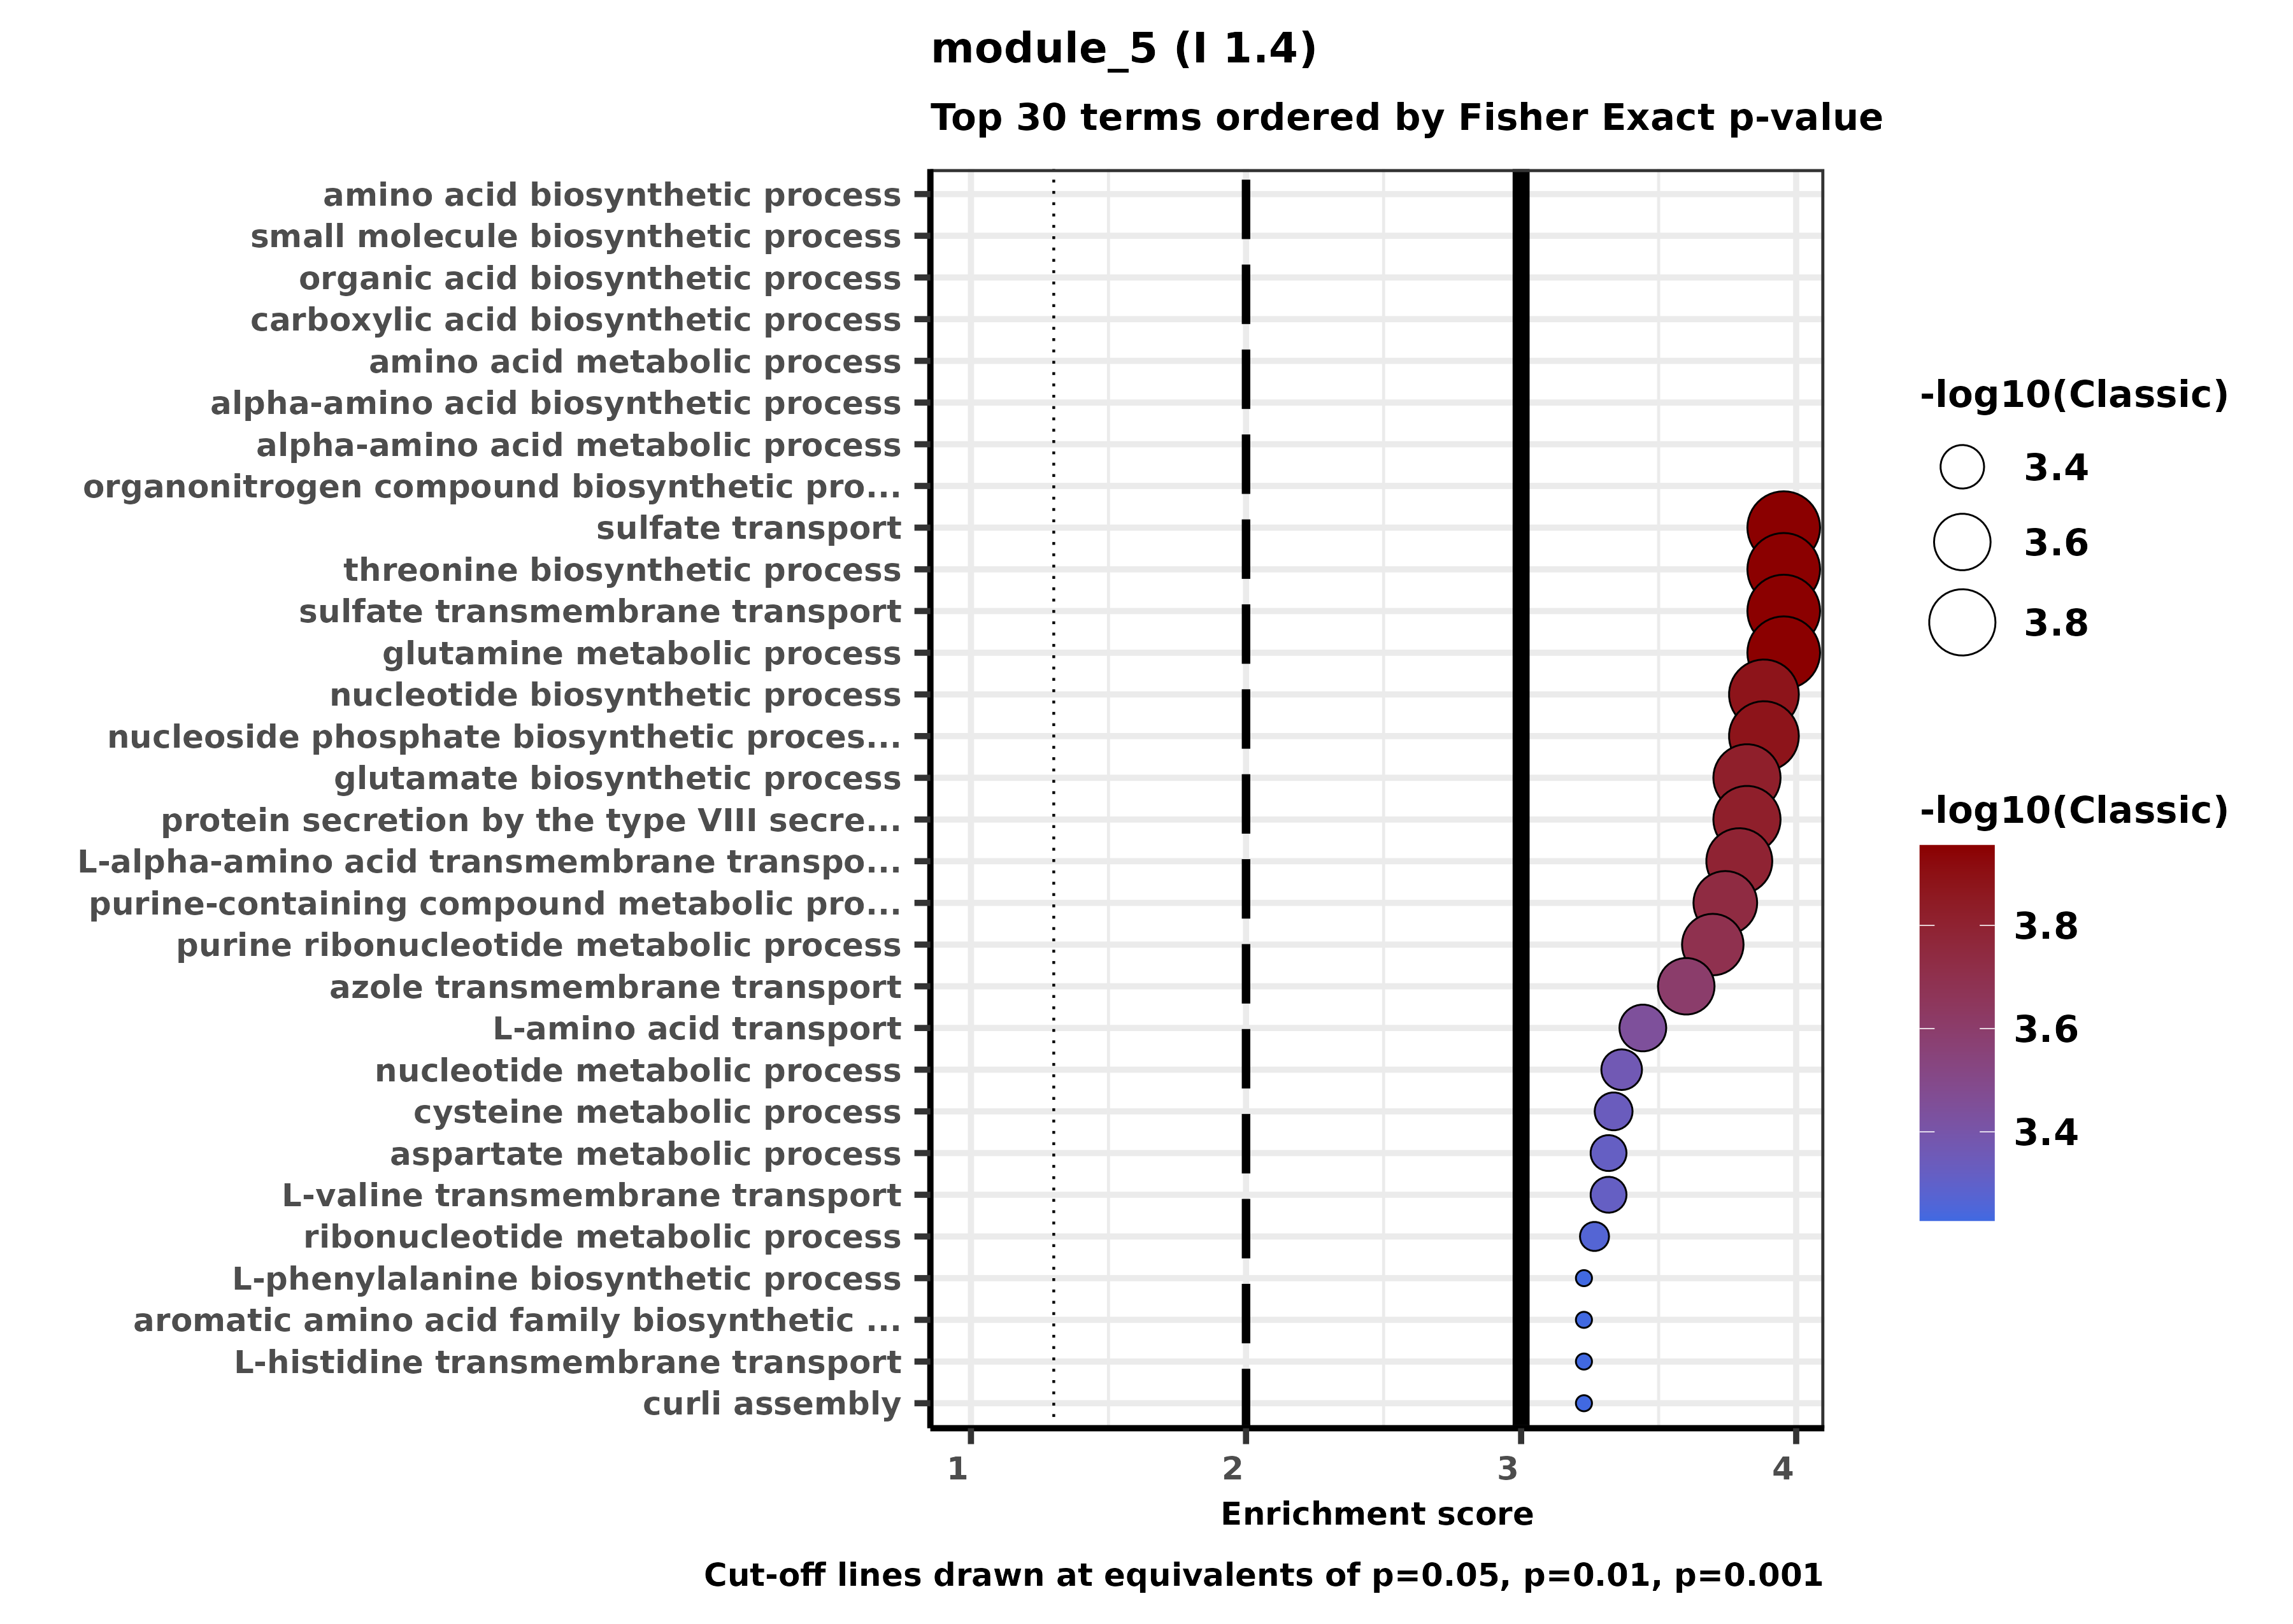 module_5 (I 1.4)
Top 30 terms ordered by Fisher Exact p-value
amino acid biosynthetic process
small molecule biosynthetic process
organic acid biosynthetic process
carboxylic acid biosynthetic process
amino acid metabolic process
alpha-amino acid biosynthetic process
alpha-amino acid metabolic process
organonitrogen compound biosynthetic pro...
sulfate transport
threonine biosynthetic process
sulfate transmembrane transport
glutamine metabolic process
nucleotide biosynthetic process
nucleoside phosphate biosynthetic proces...
glutamate biosynthetic process
protein secretion by the type VIII secre...
L-alpha-amino acid transmembrane transpo...
purine-containing compound metabolic pro...
purine ribonucleotide metabolic process
azole transmembrane transport
L-amino acid transport
nucleotide metabolic process
cysteine metabolic process
aspartate metabolic process
L-valine transmembrane transport
ribonucleotide metabolic process
L-phenylalanine biosynthetic process
aromatic amino acid family biosynthetic ...
L-histidine transmembrane transport
curli assembly
1 2 3 4
Enrichment score
Cut-off lines drawn at equivalents of p=0.05, p=0.01, p=0.001
-log10(Classic)
3.4
3.6
3.8
-log10(Classic)
3.8
3.6
3.4